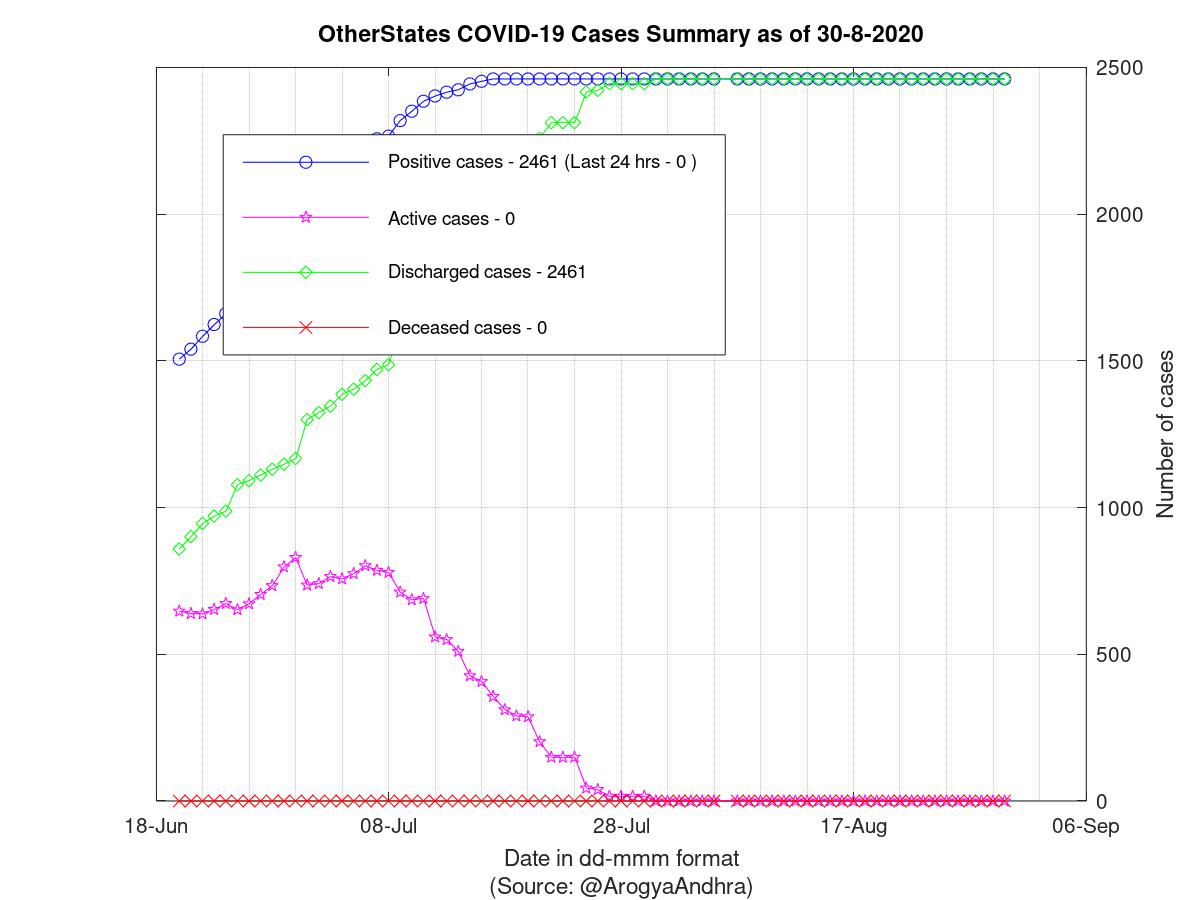 OtherStates COVID-19 Cases Summary as of 30-8-2020
Positive cases - 2461 (Last 24 hrs - 0 )
Active cases - 0
Discharged cases - 2461
Deceased cases - 0
2500
2000
1500
1000
500
0
Number of cases
18-Jun
08-Jul
28-Jul
17-Aug
06-Sep
Date in dd-mmm format
(Source: @ArogyaAndhra)